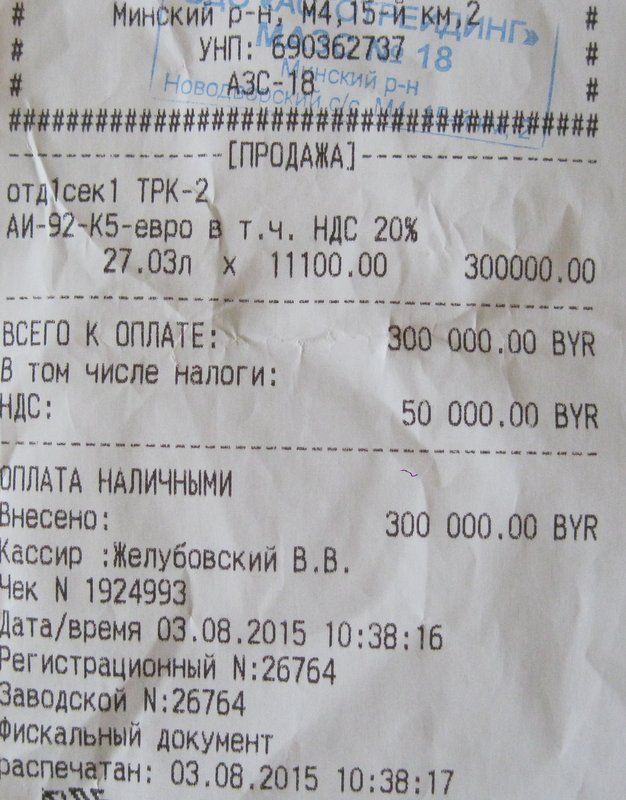 # Минский р-н, М4,15-й км,2 #
# УНП: 690362737 #
# АЗС-18 #
ТРЕЙДИНГ»
МАЗС № 18
Минский р-н
Новодворский с/с, М4,
#########################################
---------------[ПРОДАЖА]---------------
отд1сек1 ТРК-2
АИ-92-К5-евро в т.ч. НДС 20%
27.03л x 11100.00 300000.00
ВСЕГО К ОПЛАТЕ: 300 000.00 BYR
В том числе налоги:
НДС: 50 000.00 BYR
ОПЛАТА НАЛИЧНЫМИ
Внесено: 300 000.00 BYR
Кассир :Желубовский В.В.
Чек N 1924993
Дата/время 03.08.2015 10:38:16
Регистрационный N:26764
Заводской N:26764
Фискальный документ
распечатан: 03.08.2015 10:38:17